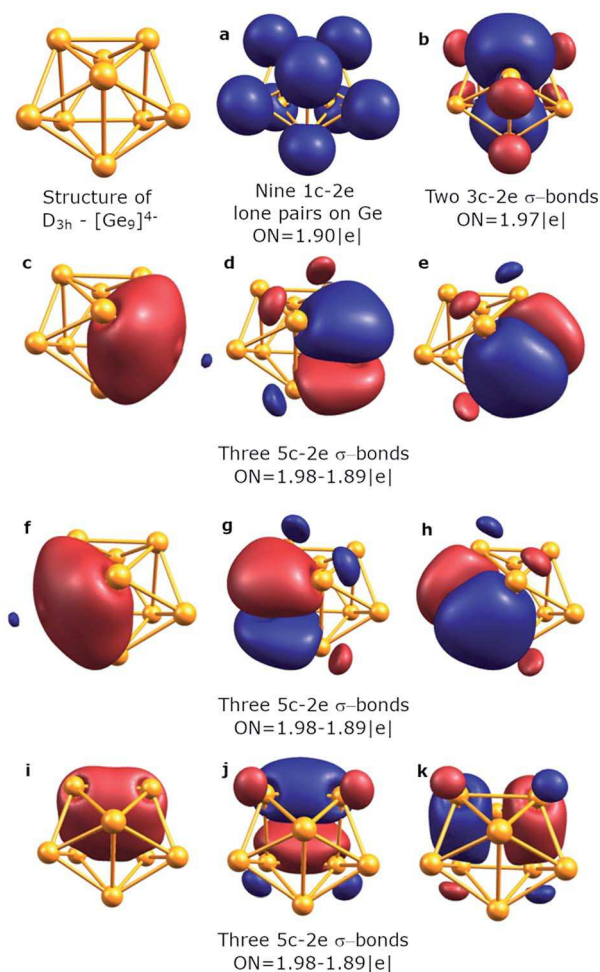 a
b
Structure of
D3h - [Ge9]4-
Nine 1c-2e
lone pairs on Ge
ON=1.90|e|
Two 3c-2e σ–bonds
ON=1.97|e|
c
d
e
Three 5c-2e σ–bonds
ON=1.98-1.89|e|
f
g
h
Three 5c-2e σ–bonds
ON=1.98-1.89|e|
i
j
k
Three 5c-2e σ–bonds
ON=1.98-1.89|e|